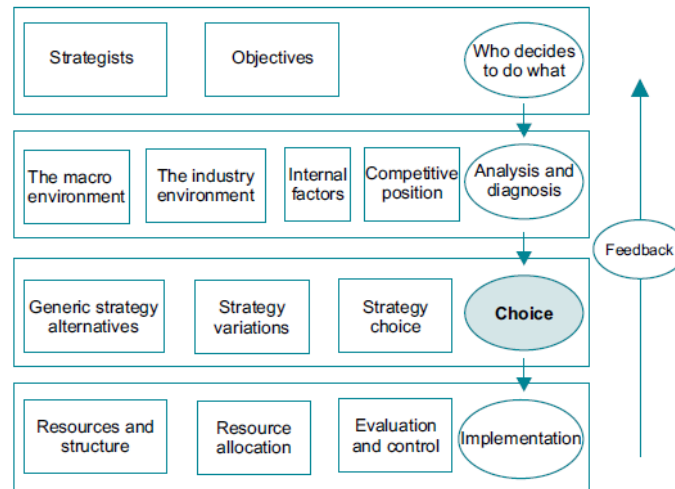 Strategists
Objectives
Who decides
to do what
The macro
environment
The industry
environment
Internal
factors
Competitive
position
Analysis and
diagnosis
Feedback
Generic strategy
alternatives
Strategy
variations
Strategy
choice
Choice
Resources and
structure
Resource
allocation
Evaluation
and control
Implementation